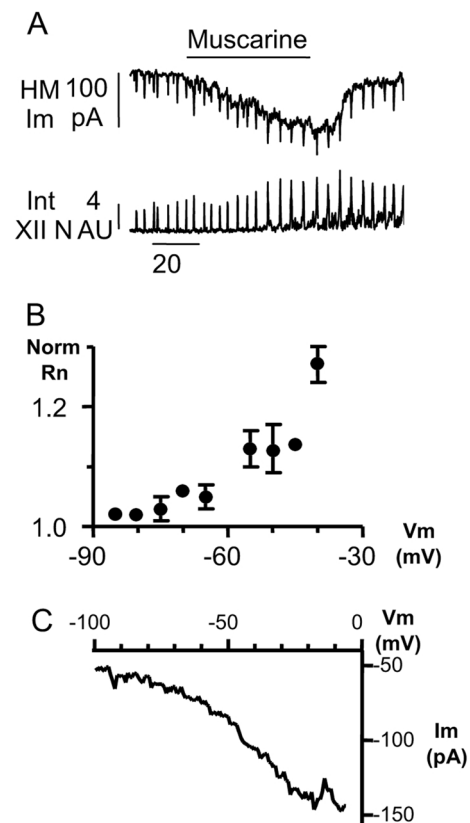 A
Muscarine
HM 100
Im pA
Int 4
XII N AU
20
B
Norm
Rn
1.2
1.0
-90 -60 -30
Vm
(mV)
C
-100 -50 0
Vm
(mV)
-50
-100
-150
Im
(pA)